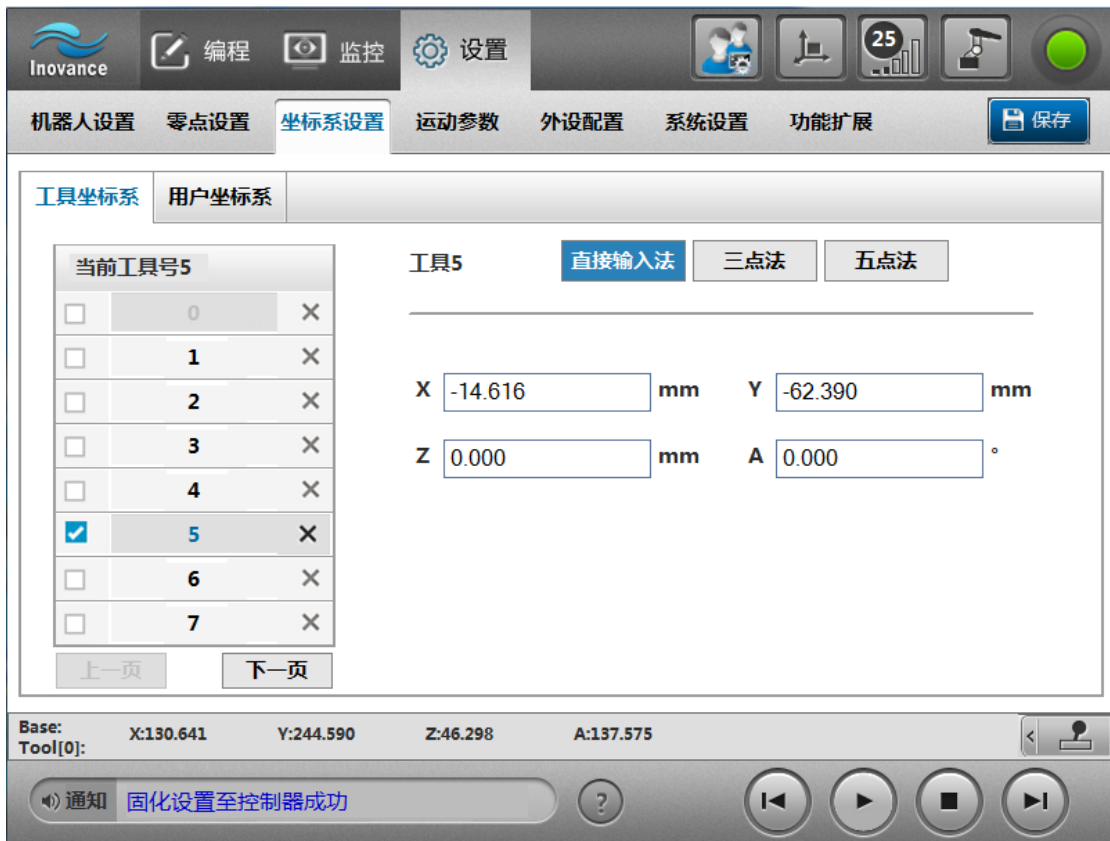 Inovance
编程
监控
设置
25
机器人设置 零点设置 坐标系设置 运动参数 外设配置 系统设置 功能扩展 保存
工具坐标系 用户坐标系
当前工具号5
0
1
2
3
4
5
6
7
上一页 下一页
工具5 直接输入法 三点法 五点法
X -14.616 mm Y -62.390 mm
Z 0.000 mm A 0.000 °
Base: X:130.641 Y:244.590 Z:46.298 A:137.575
Tool[0]:
通知 固化设置至控制器成功 ?